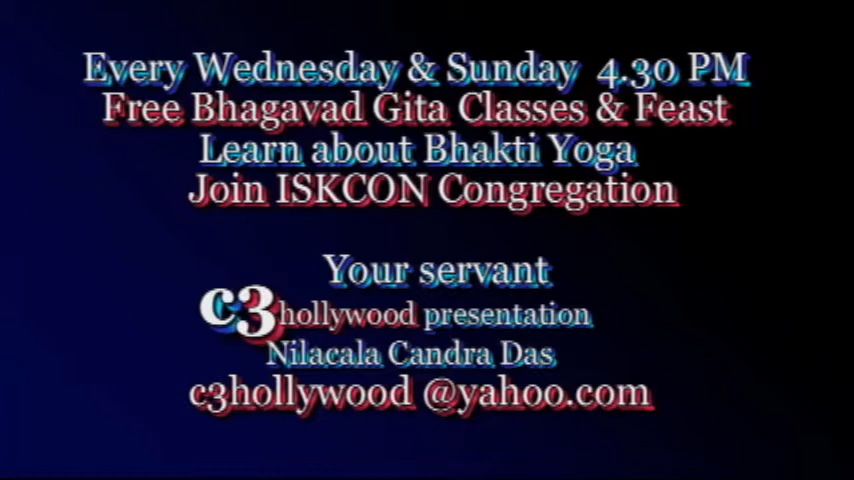 Every Wednesday & Sunday 4.30 PM
Free Bhagavad Gita Classes & Feast
Learn about Bhakti Yoga
Join ISKCON Congregation
Your servant
c3hollywood presentation
Nilacala Candra Das
c3hollywood @yahoo.com